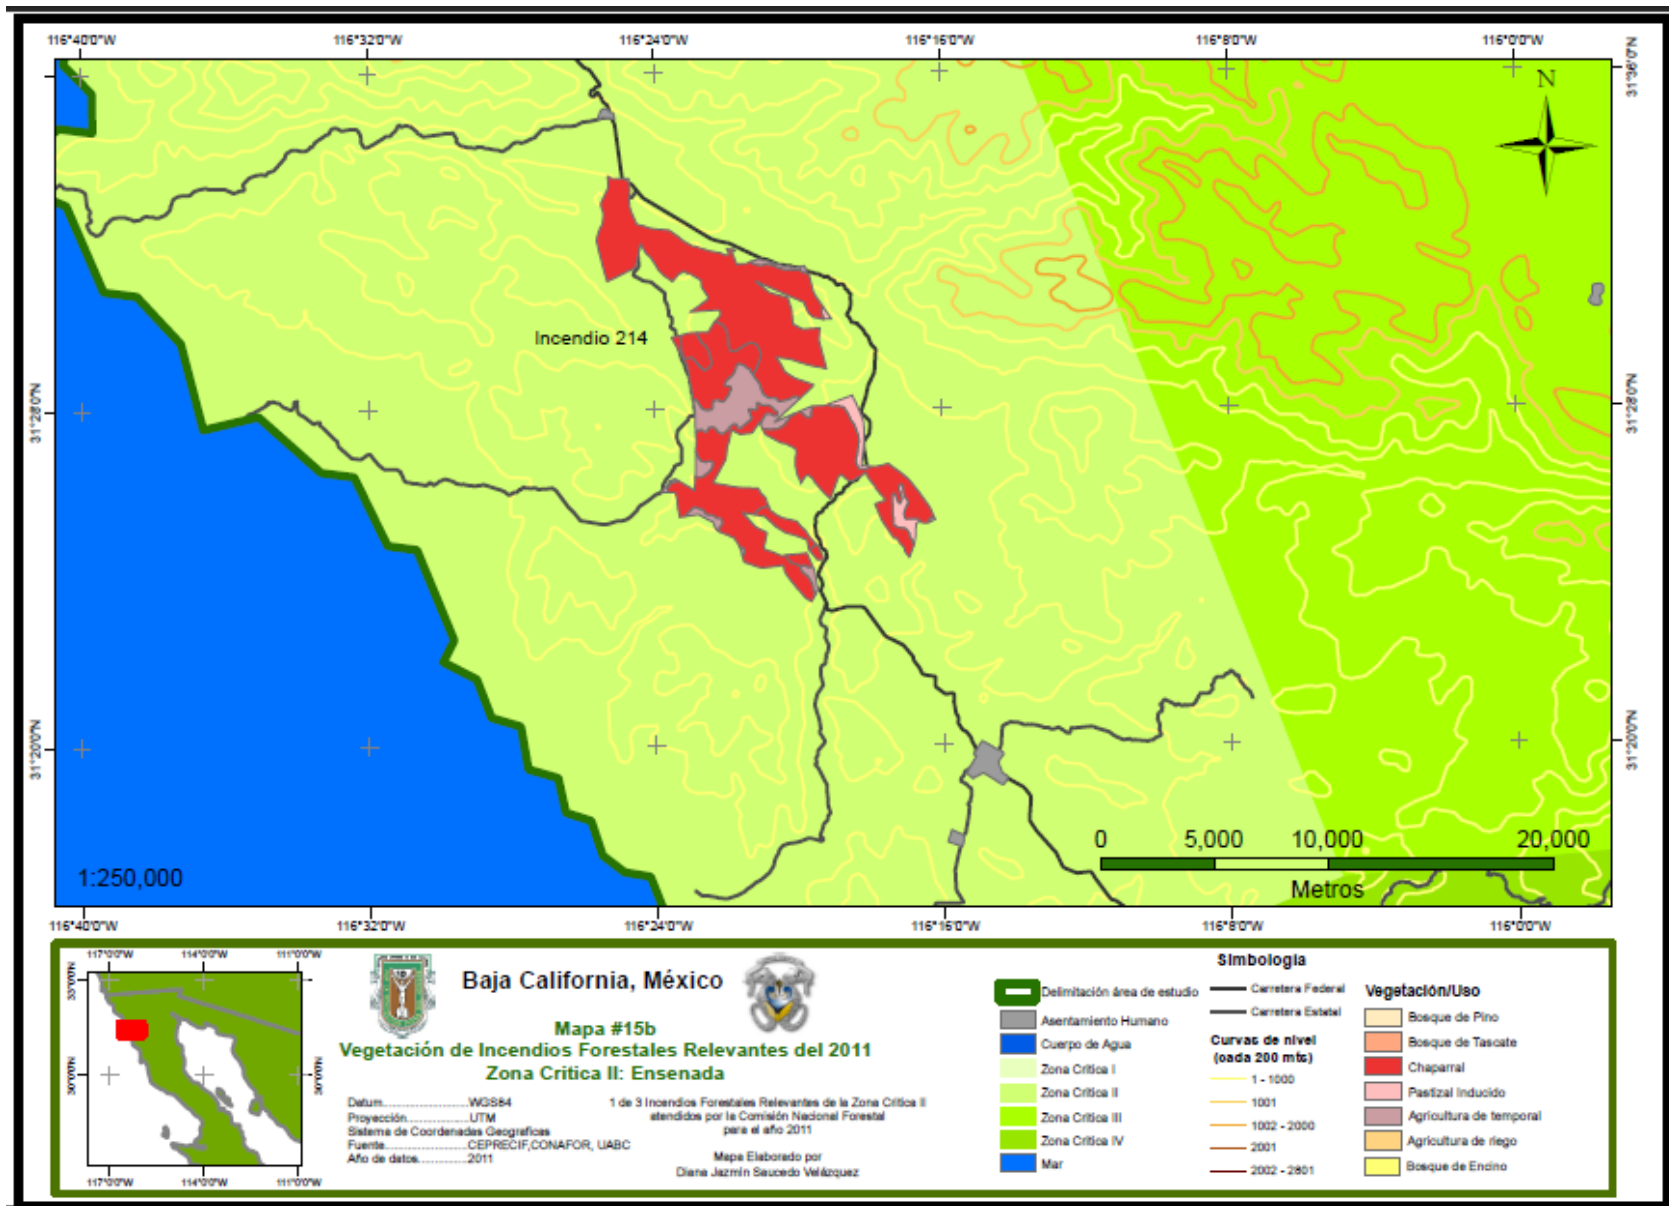 116°40'0"W 116°32'0"W 116°24'0"W 116°16'0"W 116°8'0"W 116°0'0"W
31°36'0"N
N
Incendio 214
31°28'0"N
31°28'0"N
31°20'0"N
31°20'0"N
0 5,000 10,000 20,000
Metros
1:250,000
116°40'0"W 116°32'0"W 116°24'0"W 116°16'0"W 116°8'0"W 116°0'0"W
117°0'0"W 114°0'0"W 111°0'0"W
33°0'0"N
30°0'0"N
30°0'0"N
117°0'0"W 114°0'0"W 111°0'0"W
Baja California, México
Mapa #15b
Vegetación de Incendios Forestales Relevantes del 2011
Zona Critica II: Ensenada
Datum....................WGS84
Proyección...............UTM
Sistema de Coordenadas Geograficas
Fuente...................CEPRECIF,CONAFOR, UABC
Año de datos.............2011
1 de 3 Incendios Forestales Relevantes de la Zona Critica II
atendidos por la Comisión Nacional Forestal
para el año 2011
Mapa Elaborado por
Diana Jazmín Saucedo Velázquez
Simbología
Delimitación área de estudio
Asentamiento Humano
Cuerpo de Agua
Zona Critica I
Zona Critica II
Zona Critica III
Zona Critica IV
Mar
Carretera Federal
Carretera Estatal
Curvas de nivel
(cada 200 mts)
1 - 1000
1001
1002 - 2000
2001
2002 - 2801
Vegetación/Uso
Bosque de Pino
Bosque de Tascate
Chaparral
Pastizal Inducido
Agricultura de temporal
Agricultura de riego
Bosque de Encino